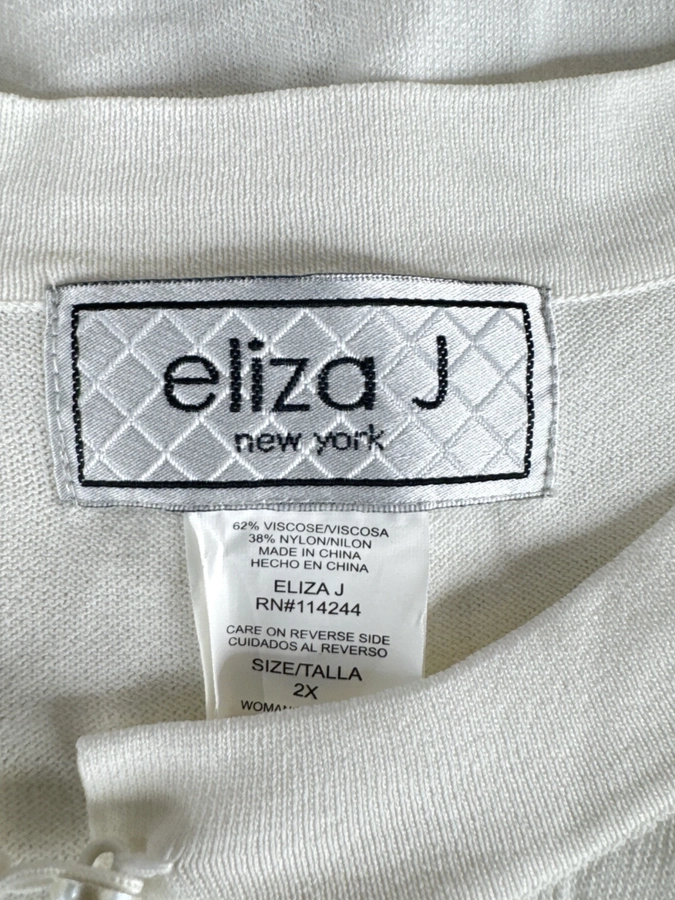 eliza J
new york
62% VISCOSE/VISCOSA
38% NYLON/NILON
MADE IN CHINA
HECHO EN CHINA
ELIZA J
RN#114244
CARE ON REVERSE SIDE
CUIDADOS AL REVERSO
SIZE/TALLA
2X